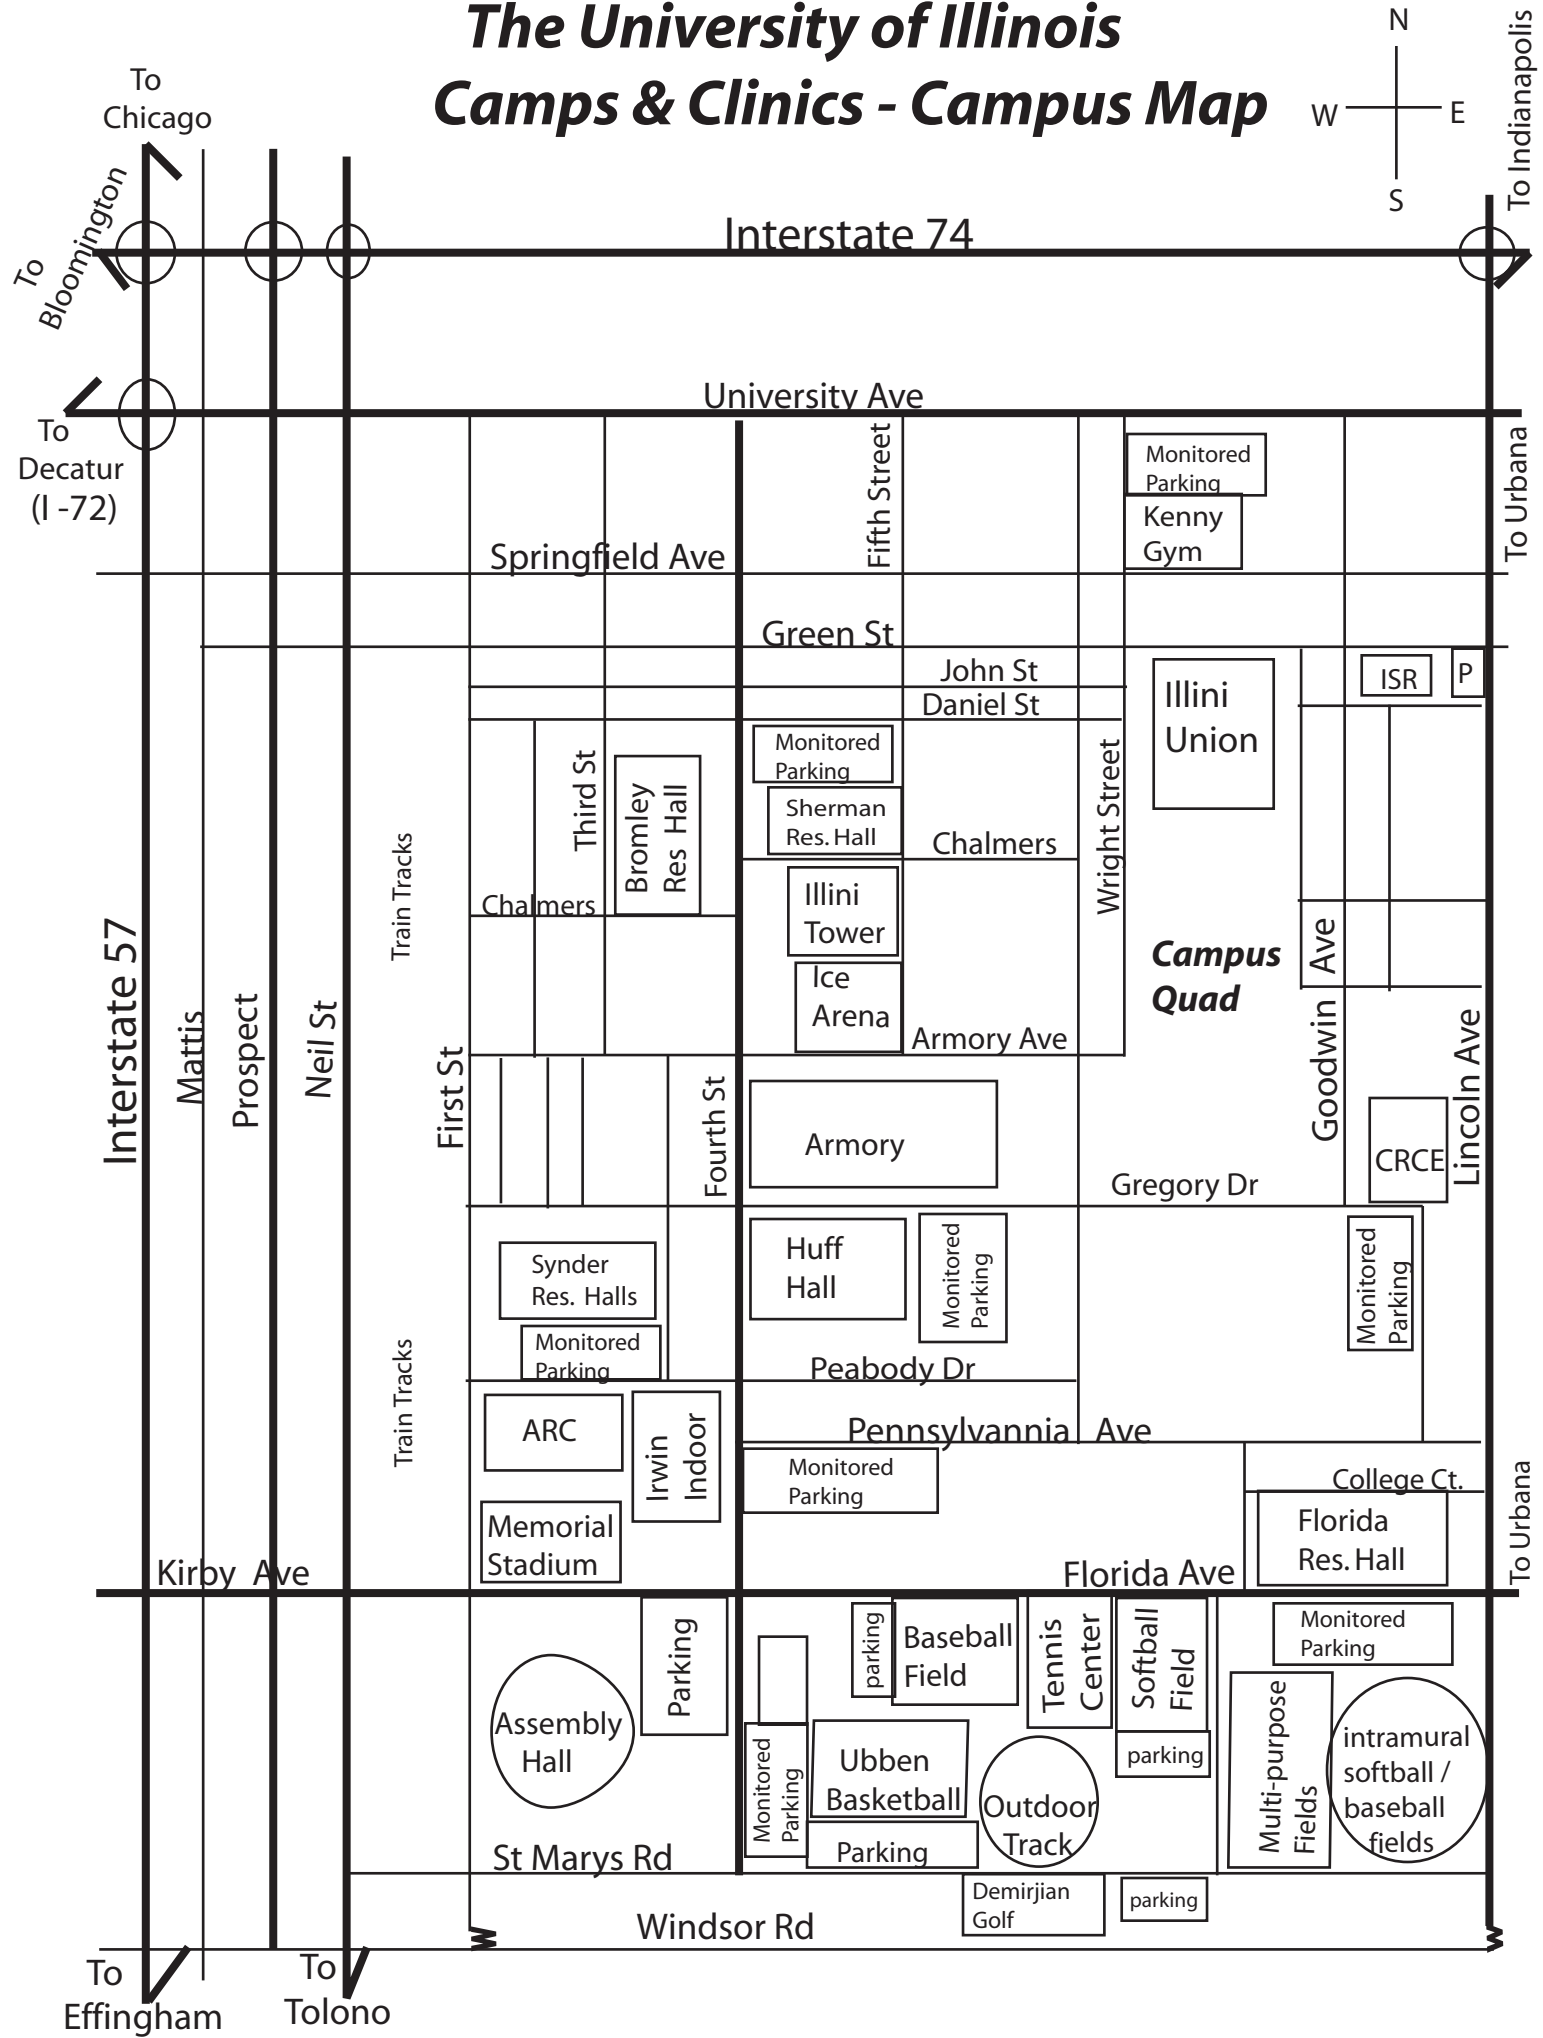 The University of Illinois
Camps & Clinics - Campus Map
N
W
E
S
To Indianapolis
To
Chicago
To
Bloomington
Interstate 74
University Ave
To
Decatur
(I -72)
To Urbana
Fifth Street
Monitored
Parking
Kenny
Gym
Springfield Ave
Green St
John St
Daniel St
Illini
Union
ISR
P
Monitored
Parking
Third St
Bromley
Res Hall
Sherman
Res. Hall
Chalmers
Wright Street
Train Tracks
Chalmers
Illini
Tower
Ice
Arena
Campus
Quad
Armory Ave
Interstate 57
Mattis
Prospect
Neil St
First St
Fourth St
Goodwin Ave
Lincoln Ave
Armory
CRCE
Gregory Dr
Synder
Res. Halls
Huff
Hall
Monitored
Parking
Monitored
Parking
Monitored
Parking
Train Tracks
Peabody Dr
ARC
Irwin
Indoor
Pennsylvannia Ave
Monitored
Parking
College Ct.
To Urbana
Memorial
Stadium
Florida
Res. Hall
Kirby Ave
Florida Ave
Parking
parking
Baseball
Field
Tennis
Center
Softball
Field
Monitored
Parking
Assembly
Hall
Monitored
Parking
Ubben
Basketball
Outdoor
Track
parking
Multi-purpose
Fields
intramural
softball /
baseball
fields
Parking
St Marys Rd
Demirjian
Golf
parking
Windsor Rd
To
Effingham
To
Tolono